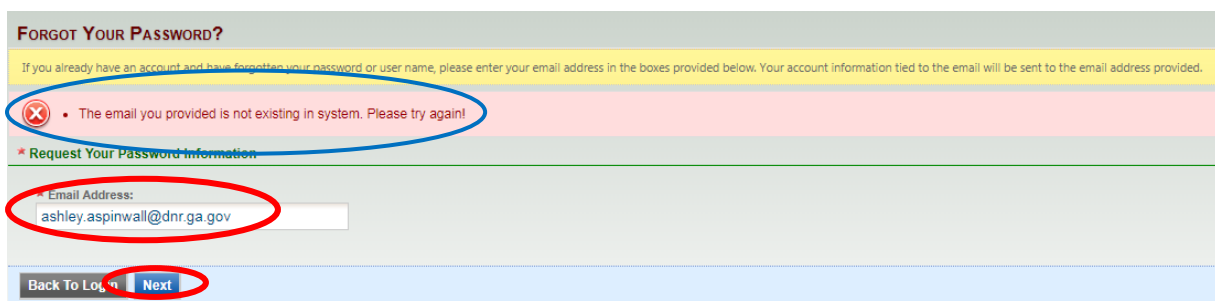 FORGOT YOUR PASSWORD?
If you already have an account and have forgotten your password or user name, please enter your email address in the boxes provided below. Your account information tied to the email will be sent to the email address provided.
• The email you provided is not existing in system. Please try again!
* Request Your Password Information
* Email Address:
ashley.aspinwall@dnr.ga.gov
Back To Login Next